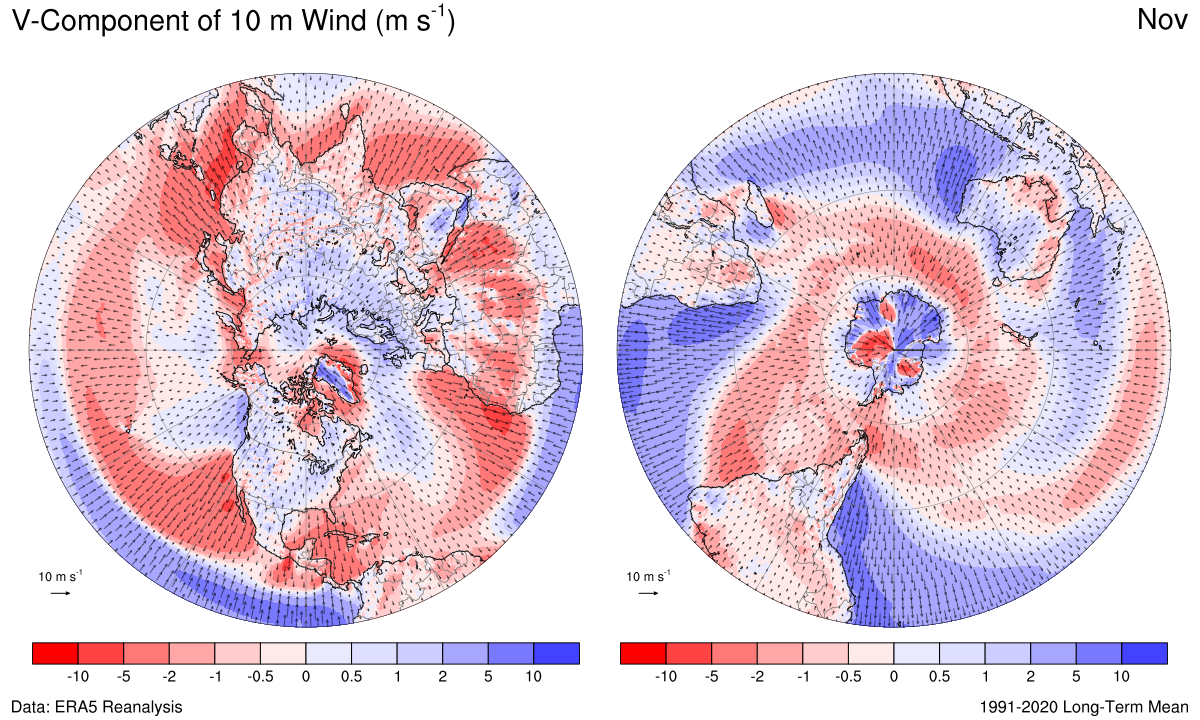 V-Component of 10 m Wind (m s-1)
Nov
10 m s-1
10 m s-1
-10 -5 -2 -1 -0.5 0 0.5 1 2 5 10
-10 -5 -2 -1 -0.5 0 0.5 1 2 5 10
Data: ERA5 Reanalysis
1991-2020 Long-Term Mean